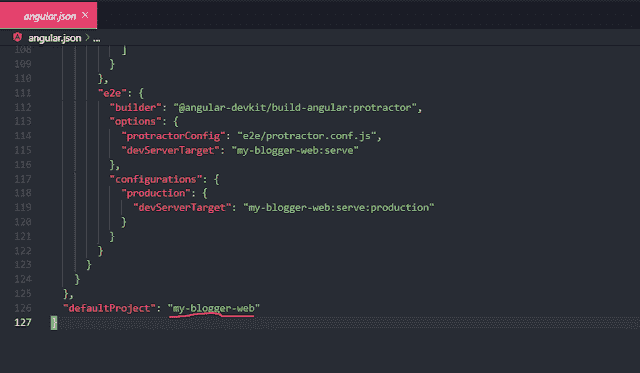 angular.json ×
angular.json > ...
108 ]
109 }
110 },
111 "e2e": {
112 "builder": "@angular-devkit/build-angular:protractor",
113 "options": {
114 "protractorConfig": "e2e/protractor.conf.js",
115 "devServerTarget": "my-blogger-web:serve"
116 },
117 "configurations": {
118 "production": {
119 "devServerTarget": "my-blogger-web:serve:production"
120 }
121 }
122 }
123 }
124 }
125 },
126 "defaultProject": "my-blogger-web"
127 }